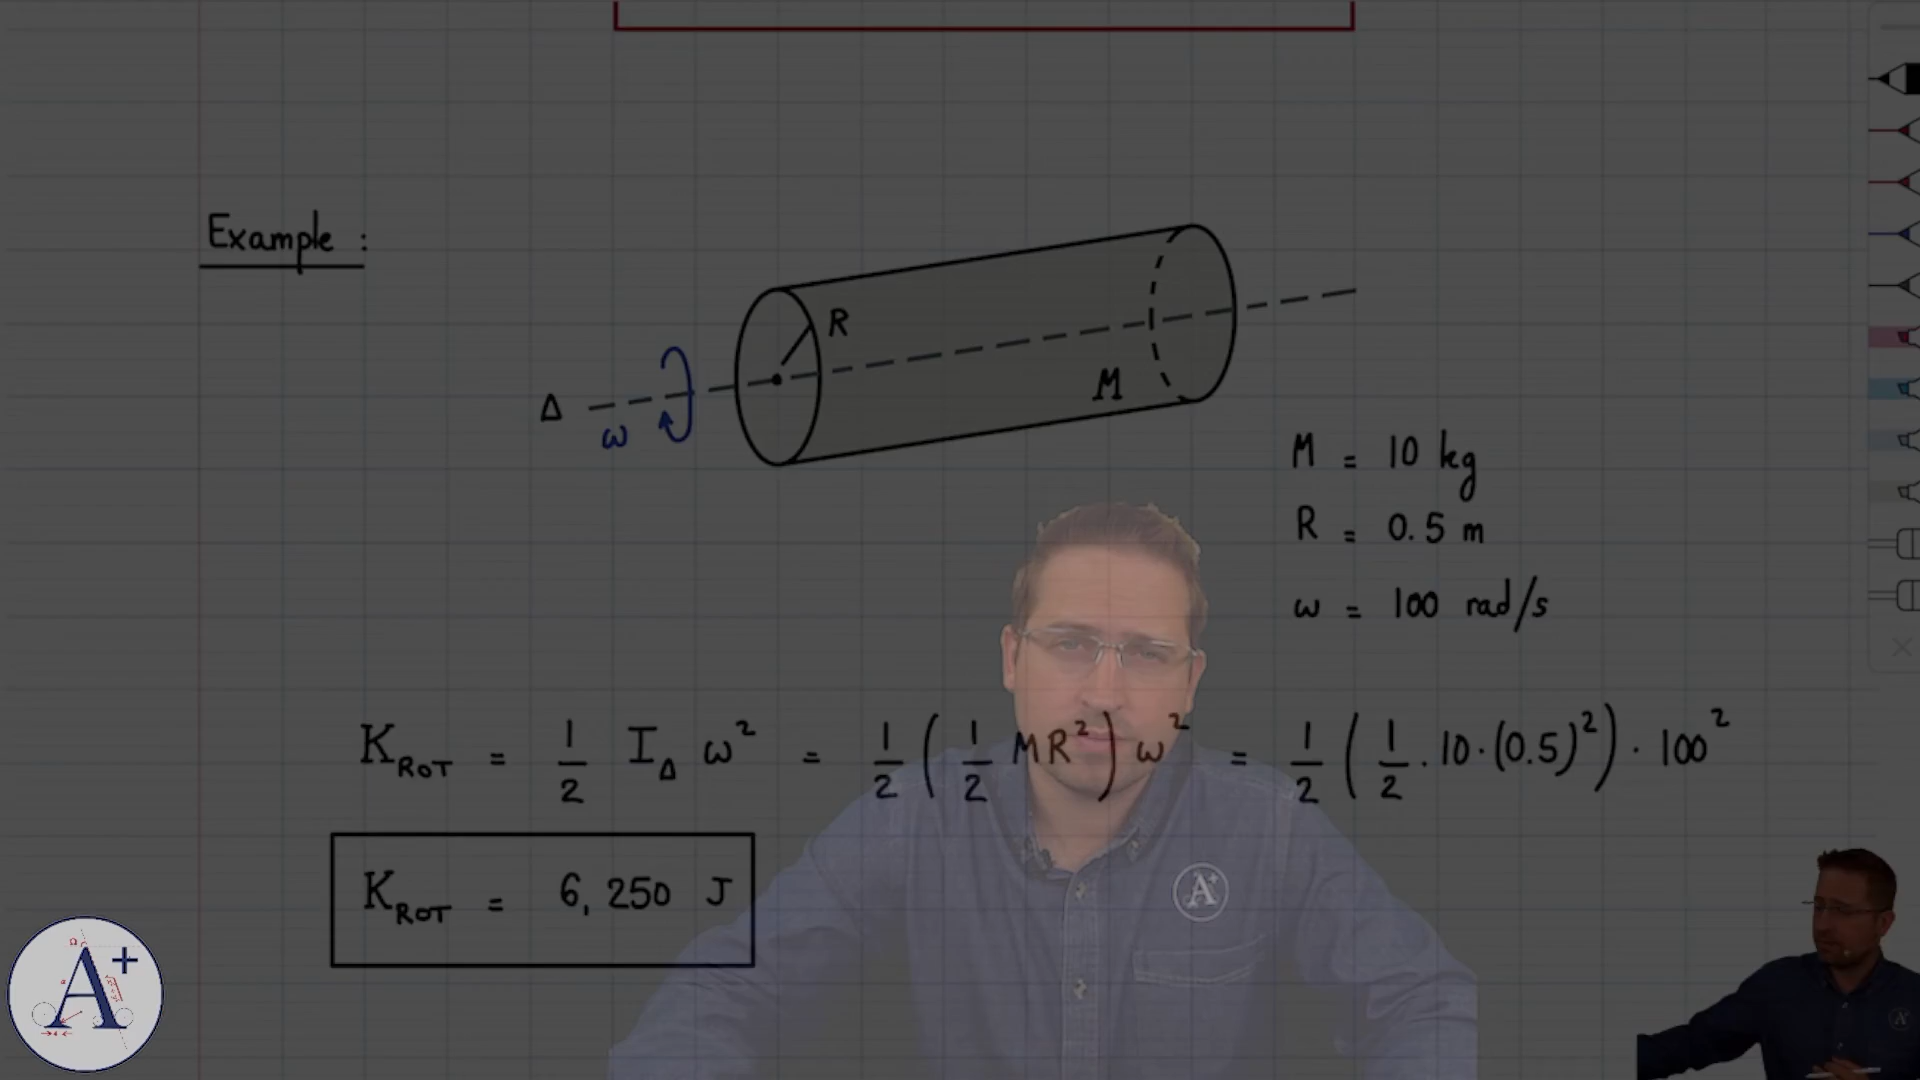 Example :
R
M
Δ
ω
M = 10 kg
R = 0.5 m
ω = 100 rad/s
K_ROT = 1/2 I_Δ ω² = 1/2 ( 1/2 MR² ) ω² = 1/2 ( 1/2 . 10 · (0.5)² ) · 100²
K_ROT = 6,250 J
A+
A+